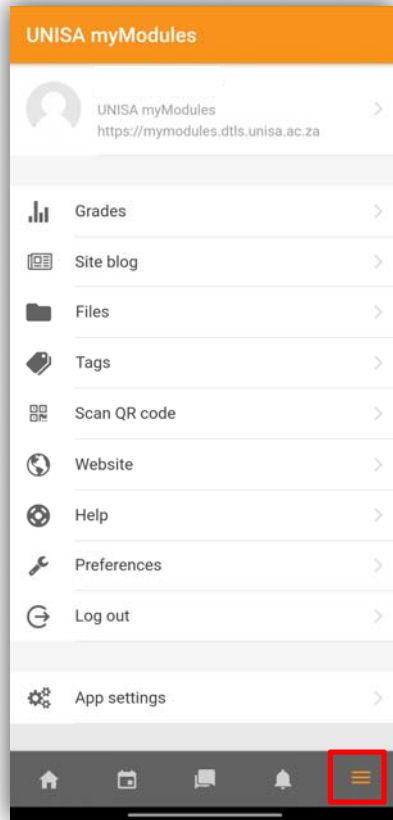 UNISA myModules
UNISA myModules
https://mymodules.dtls.unisa.ac.za
Grades
Site blog
Files
Tags
Scan QR code
Website
Help
Preferences
Log out
App settings